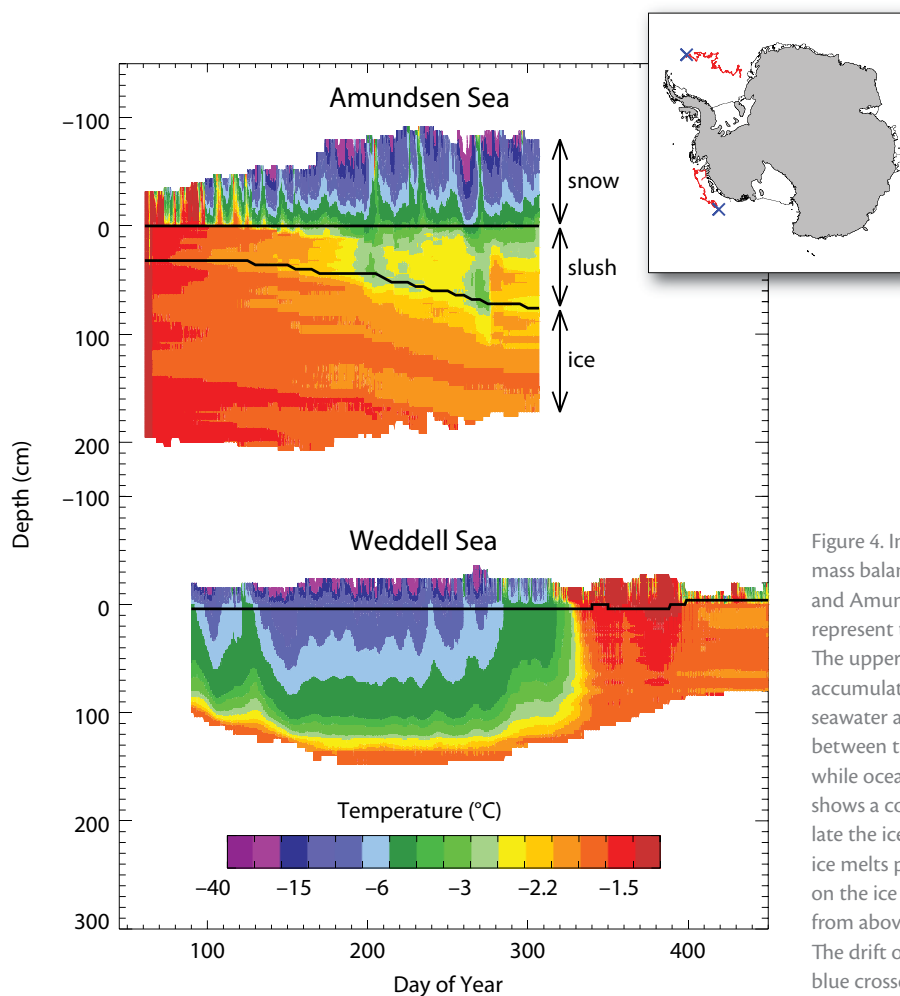 Amundsen Sea
−100
0
100
200
snow
slush
ice
Depth (cm)
−100
0
100
200
300
Weddell Sea
Temperature (°C)
−40 −15 −6 −3 −2.2 −1.5
100 200 300 400
Day of Year
Figure 4. In
mass balan
and Amun
represent t
The upper
accumulat
seawater a
between t
while ocea
shows a co
late the ice
ice melts p
on the ice
from above
The drift o
blue crosse